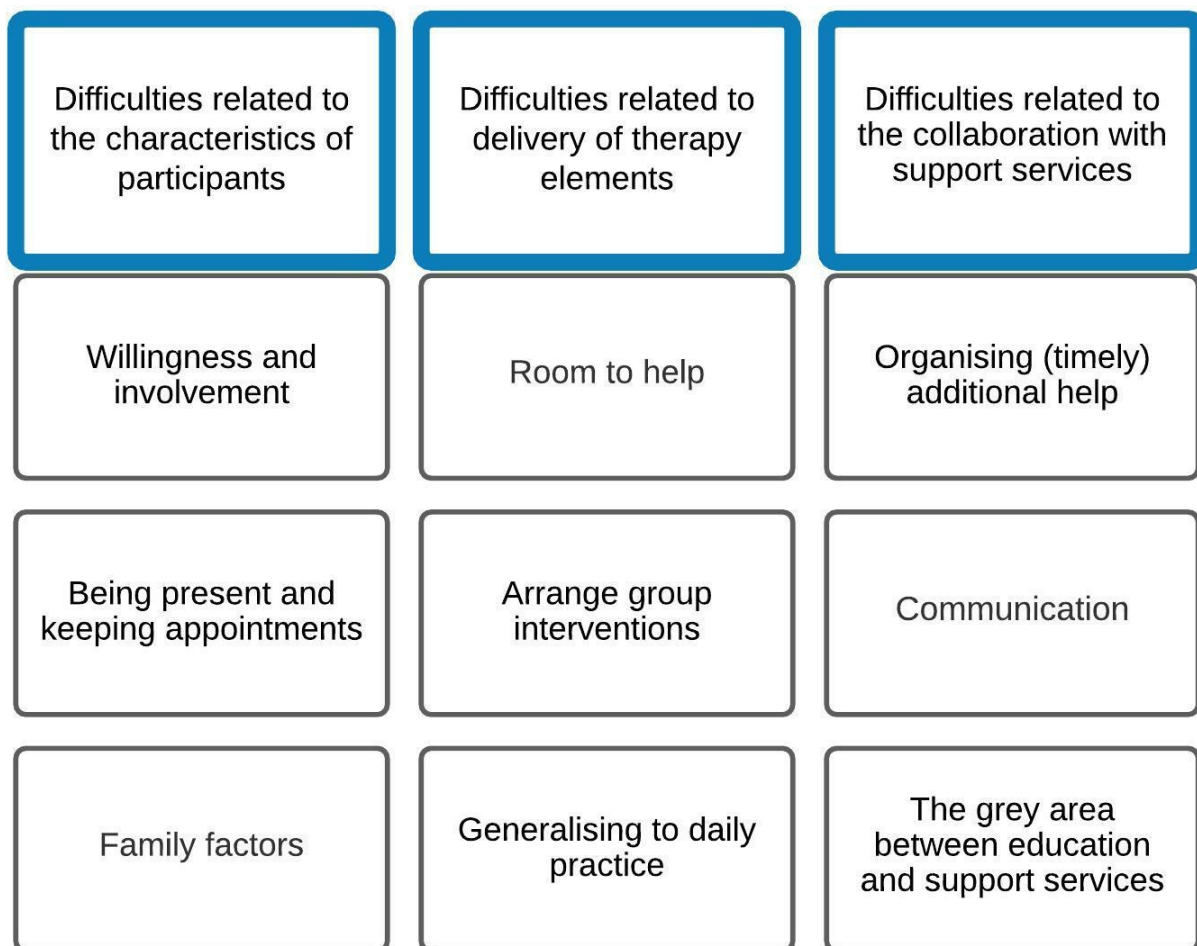 Difficulties related to
the characteristics of
participants
Difficulties related to
delivery of therapy
elements
Difficulties related to
the collaboration with
support services
Willingness and
involvement
Room to help
Organising (timely)
additional help
Being present and
keeping appointments
Arrange group
interventions
Communication
Family factors
Generalising to daily
practice
The grey area
between education
and support services